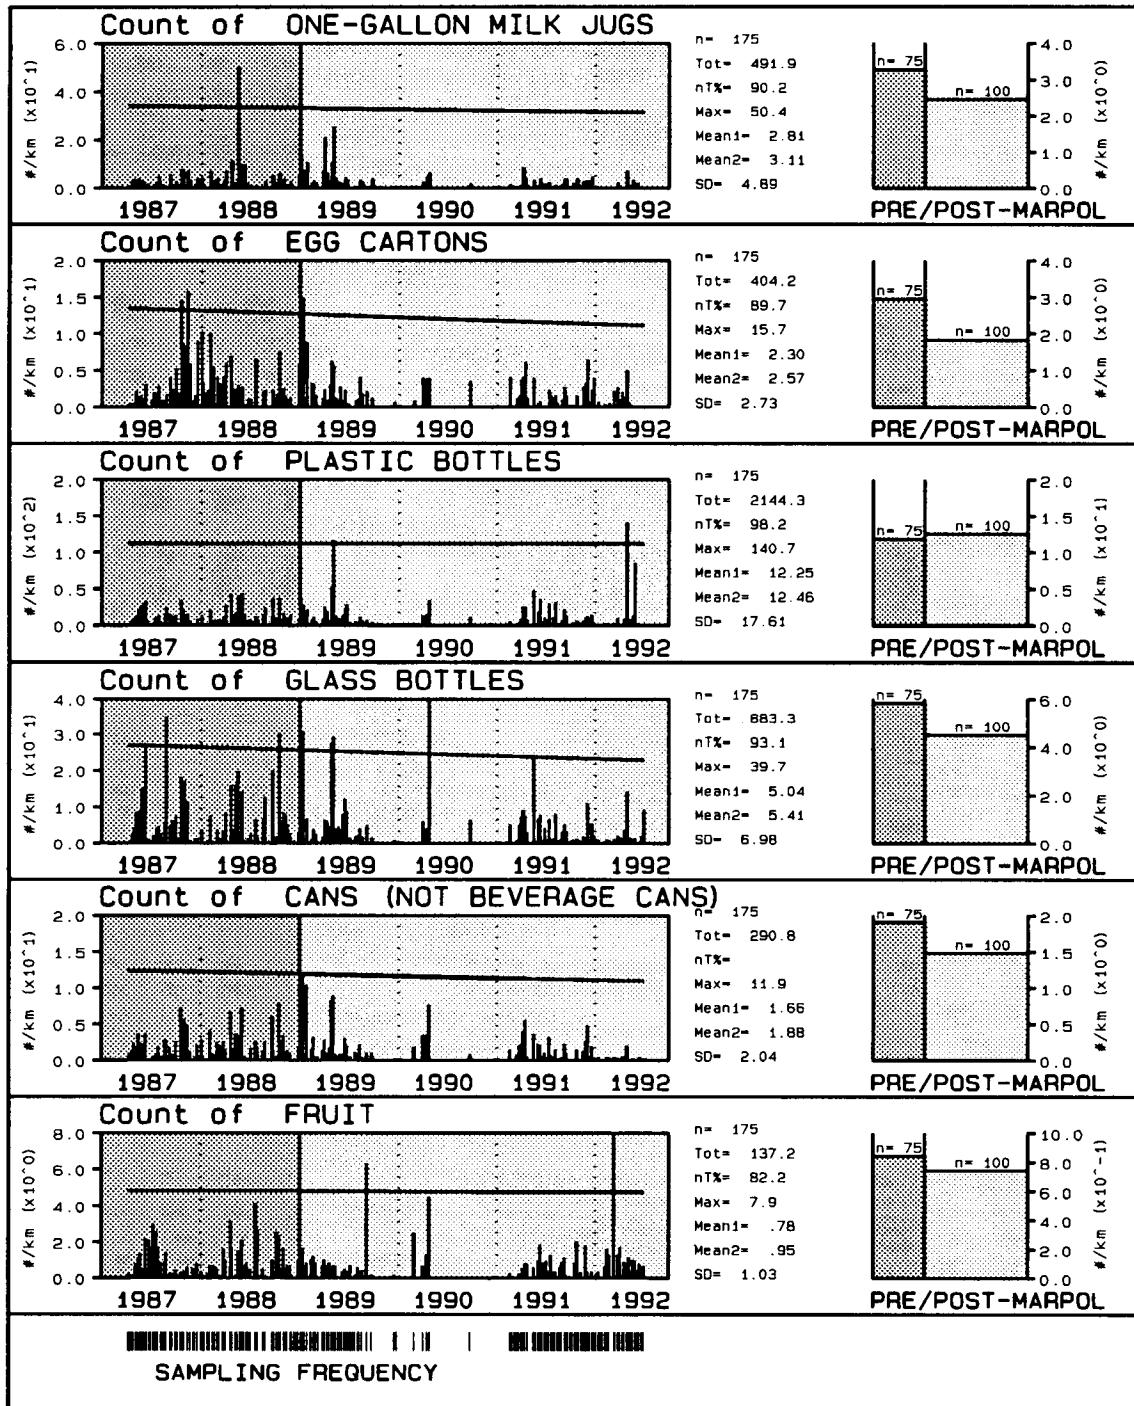 Count of ONE-GALLON MILK JUGS
#/km (x10^1)
6.0
4.0
2.0
0.0
1987 1988 1989 1990 1991 1992
n= 175
Tot= 491.9
nT%= 90.2
Max= 50.4
Mean1= 2.81
Mean2= 3.11
SD= 4.89
n= 75
n= 100
4.0
3.0
2.0
1.0
0.0
#/km (x10^0)
PRE/POST-MARPOL
Count of EGG CARTONS
#/km (x10^1)
2.0
1.5
1.0
0.5
0.0
1987 1988 1989 1990 1991 1992
n= 175
Tot= 404.2
nT%= 89.7
Max= 15.7
Mean1= 2.30
Mean2= 2.57
SD= 2.73
n= 75
n= 100
4.0
3.0
2.0
1.0
0.0
#/km (x10^0)
PRE/POST-MARPOL
Count of PLASTIC BOTTLES
#/km (x10^2)
2.0
1.5
1.0
0.5
0.0
1987 1988 1989 1990 1991 1992
n= 175
Tot= 2144.3
nT%= 98.2
Max= 140.7
Mean1= 12.25
Mean2= 12.46
SD= 17.61
n= 75
n= 100
2.0
1.5
1.0
0.5
0.0
#/km (x10^1)
PRE/POST-MARPOL
Count of GLASS BOTTLES
#/km (x10^1)
4.0
3.0
2.0
1.0
0.0
1987 1988 1989 1990 1991 1992
n= 175
Tot= 883.3
nT%= 93.1
Max= 39.7
Mean1= 5.04
Mean2= 5.41
SD= 6.98
n= 75
n= 100
6.0
4.0
2.0
0.0
#/km (x10^0)
PRE/POST-MARPOL
Count of CANS (NOT BEVERAGE CANS)
#/km (x10^1)
2.0
1.5
1.0
0.5
0.0
1987 1988 1989 1990 1991 1992
n= 175
Tot= 290.8
nT%=
Max= 11.9
Mean1= 1.66
Mean2= 1.88
SD= 2.04
n= 75
n= 100
2.0
1.5
1.0
0.5
0.0
#/km (x10^0)
PRE/POST-MARPOL
Count of FRUIT
#/km (x10^0)
8.0
6.0
4.0
2.0
0.0
1987 1988 1989 1990 1991 1992
n= 175
Tot= 137.2
nT%= 82.2
Max= 7.9
Mean1= .78
Mean2= .95
SD= 1.03
n= 75
n= 100
10.0
8.0
6.0
4.0
2.0
0.0
#/km (x10^-1)
PRE/POST-MARPOL
SAMPLING FREQUENCY